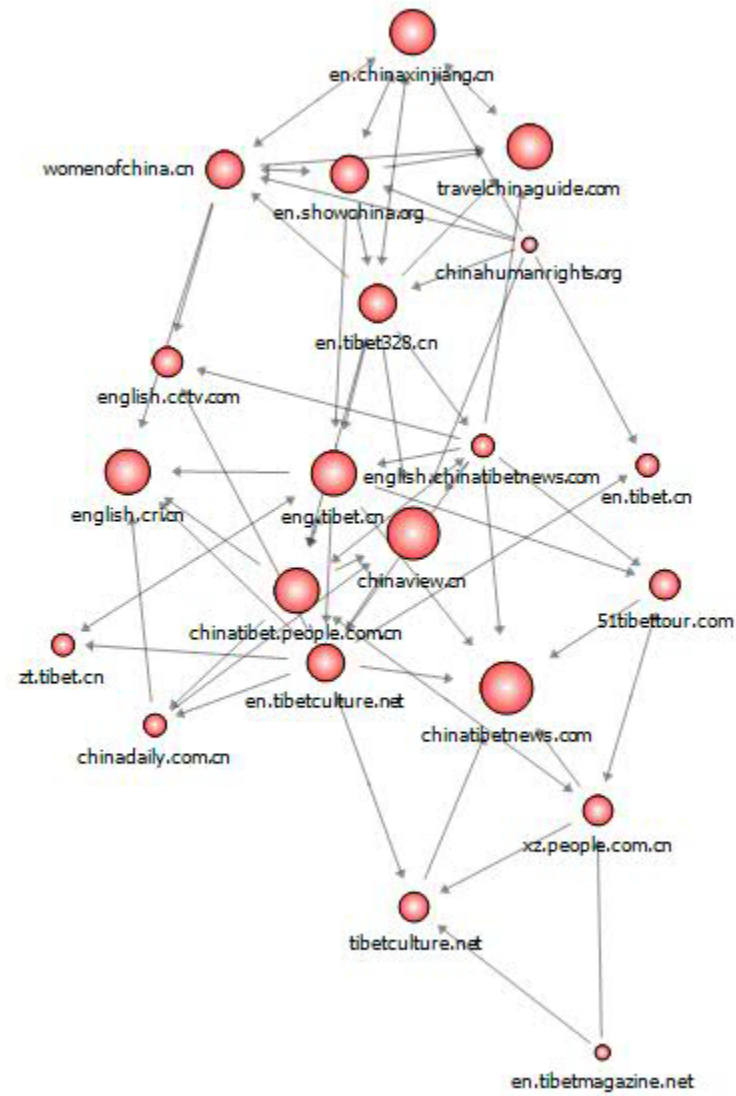 en.chinaxinjiang.cn
womenofchina.cn
travelchinaguide.com
en.showchina.org
chinahumanrights.org
en.tibet328.cn
english.cctv.com
english.chinatibetnews.com
en.tibet.cn
english.cri.cn
eng.tibet.cn
chinaview.cn
51tibettour.com
chinatibet.people.com.cn
zt.tibet.cn
en.tibetculture.net
chinatibetnews.com
chinadaily.com.cn
xz.people.com.cn
tibetculture.net
en.tibetmagazine.net